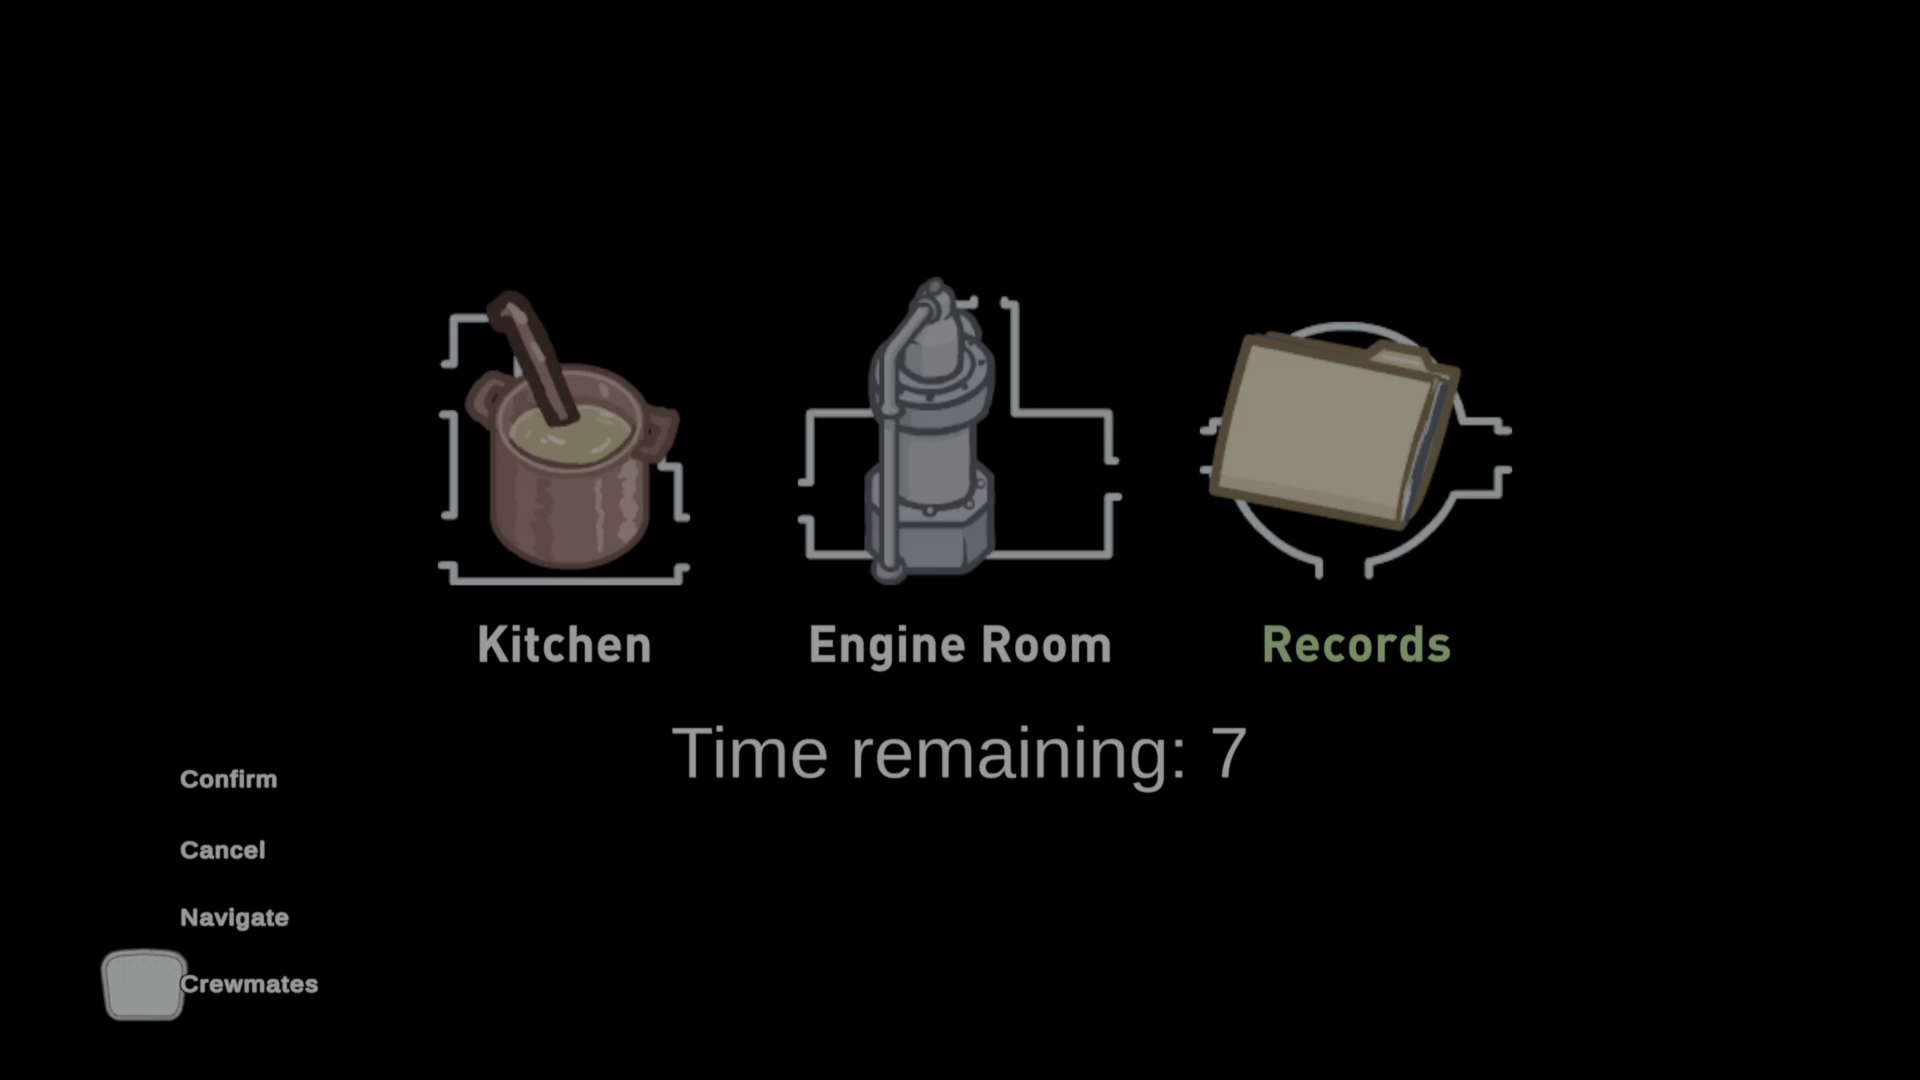 Kitchen
Engine Room
Records
Time remaining: 7
Confirm
Cancel
Navigate
Crewmates